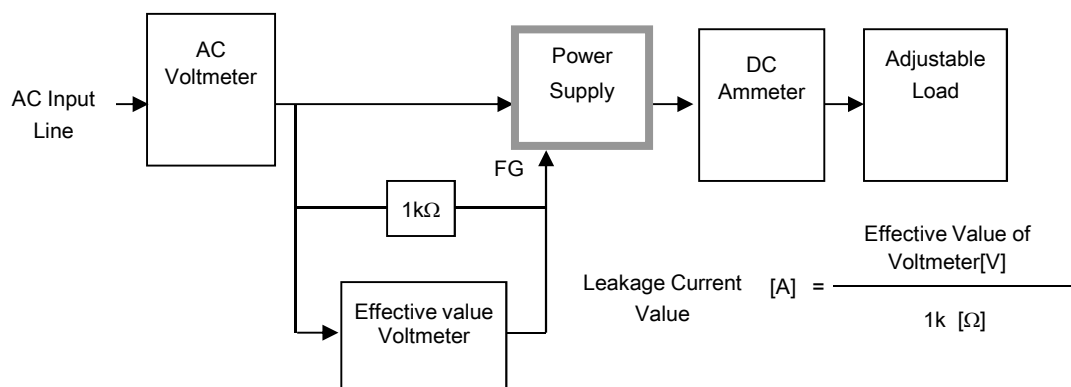 AC
Voltmeter
AC Input
Line
Power
Supply
DC
Ammeter
Adjustable
Load
FG
1kΩ
Effective value
Voltmeter
Leakage Current
Value
[A] =
Effective Value of
Voltmeter[V]
1k [Ω]